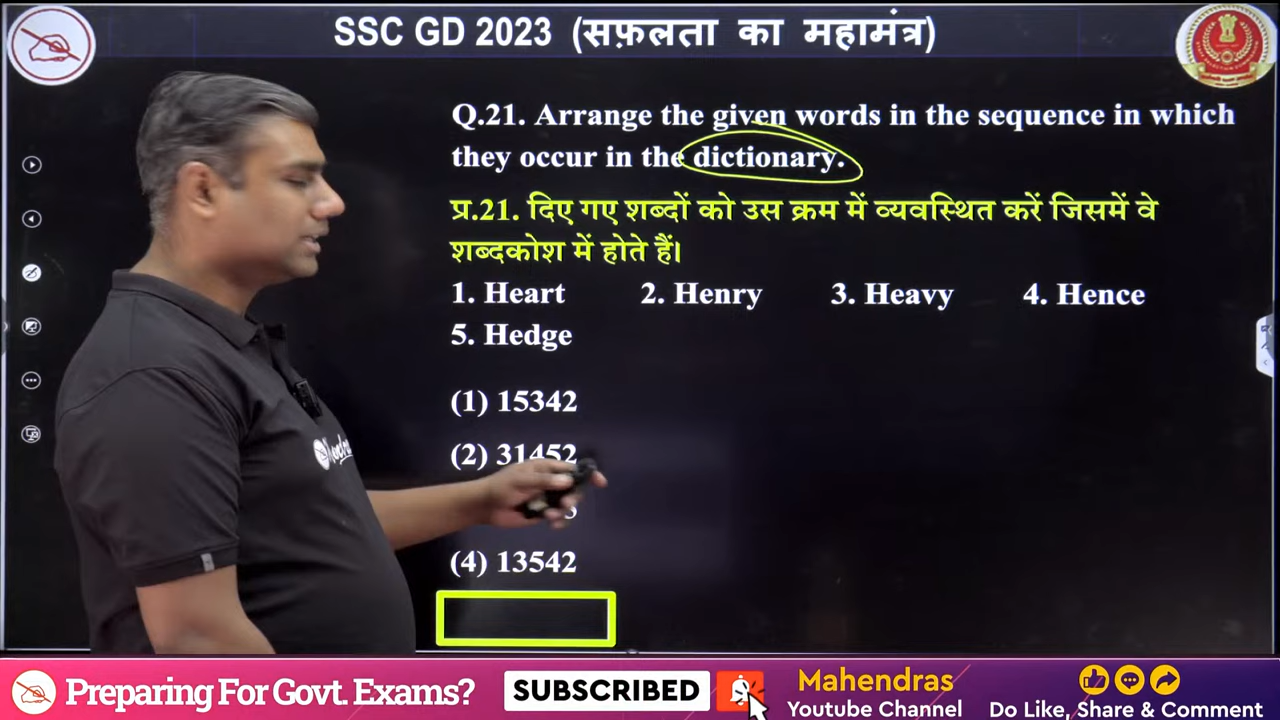 SSC GD 2023 (सफ़लता का महामंत्र)
Q.21. Arrange the given words in the sequence in which
they occur in the dictionary.
प्र.21. दिए गए शब्दों को उस क्रम में व्यवस्थित करें जिसमें वे
शब्दकोश में होते हैं।
1. Heart 2. Henry 3. Heavy 4. Hence
5. Hedge
(1) 15342
(2) 31452
(4) 13542
Preparing For Govt. Exams?
SUBSCRIBED
Mahendras
Youtube Channel
Do Like, Share & Comment